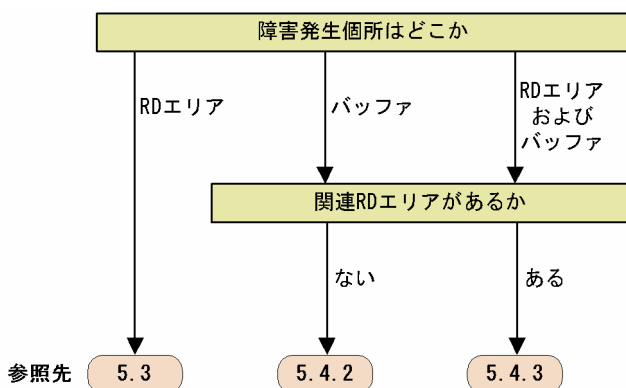 障害発生個所はどこか
RDエリア
バッファ
RDエリア
および
バッファ
関連RDエリアがあるか
ない
ある
参照先
5.3
5.4.2
5.4.3